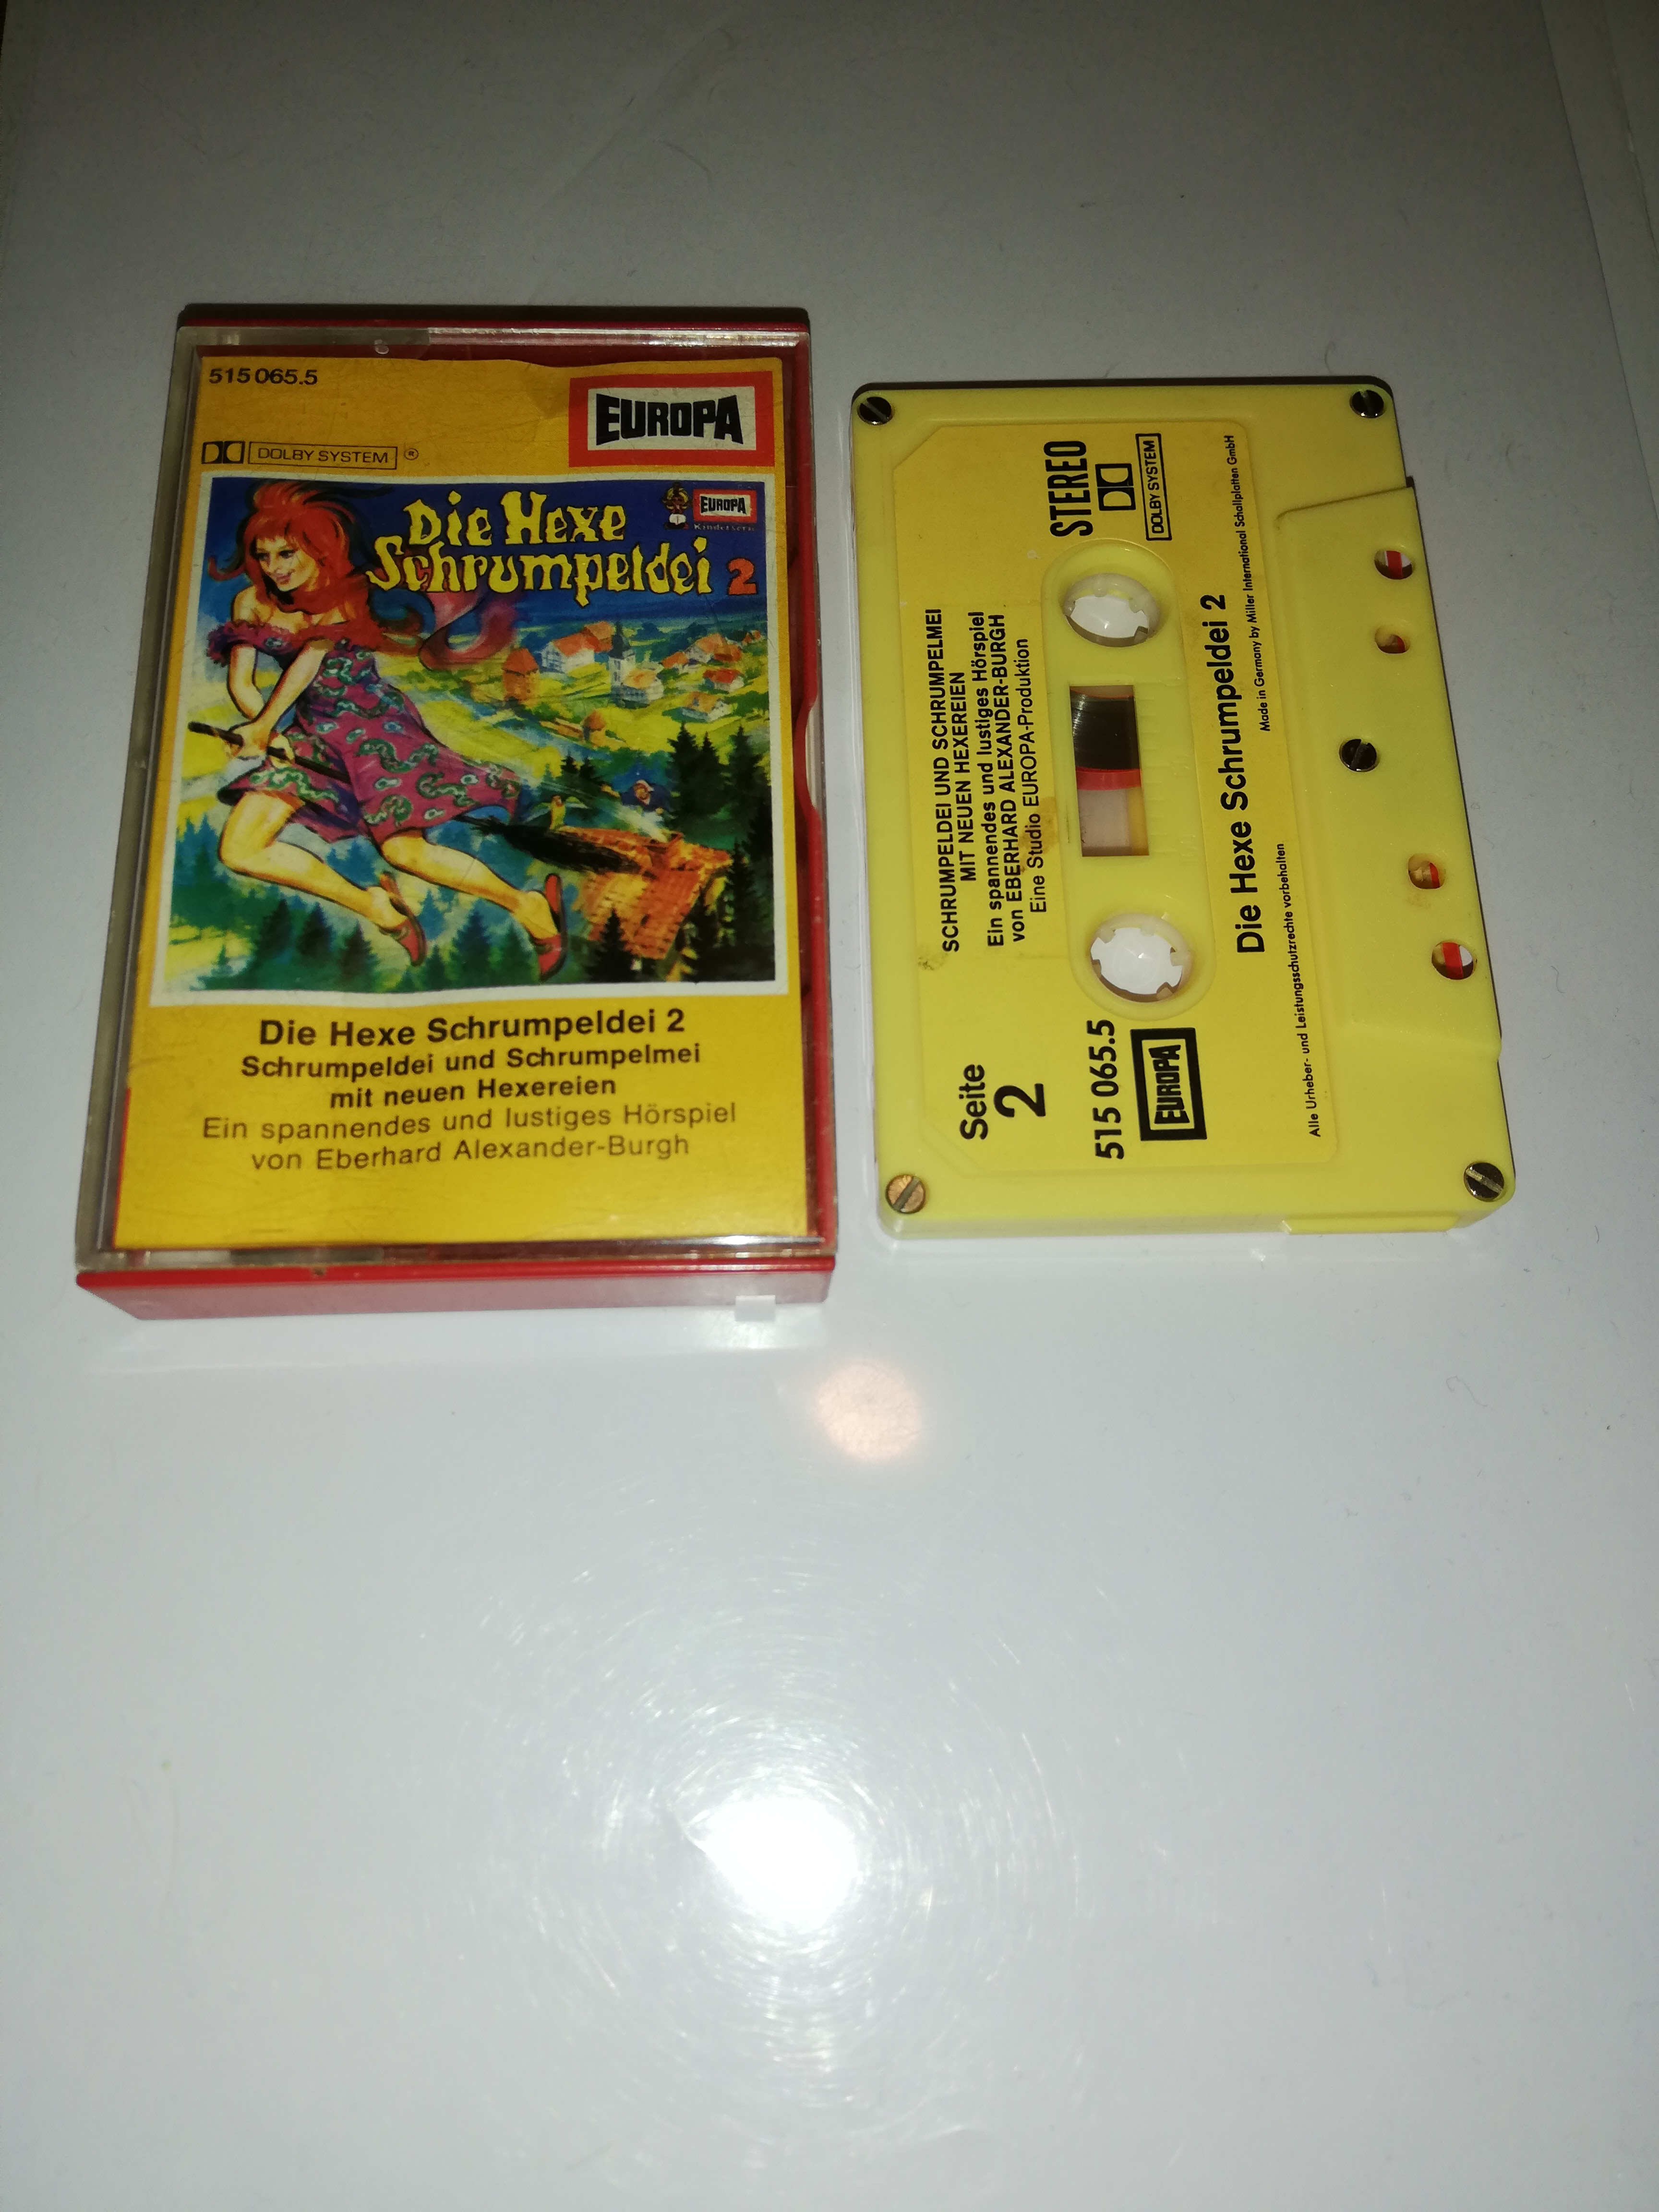 515 065.5
EUROPA
DOLBY SYSTEM ®
Die Hexe
Schrumpeldei 2
EUROPA
Die Hexe Schrumpeldei 2
Schrumpeldei und Schrumpelmei
mit neuen Hexereien
Ein spannendes und lustiges Hörspiel
von Eberhard Alexander-Burgh
SCHRUMPELDEI UND SCHRUMPELMEI
MIT NEUEN HEXEREIEN
Ein spannendes und lustiges Hörspiel
von EBERHARD ALEXANDER-BURGH
Eine Studio EUROPA-Produktion
Seite
2
STEREO
DOLBY SYSTEM
515 065.5
EUROPA
Die Hexe Schrumpeldei 2
Made in Germany by Miller International Schallplatten GmbH
Alle Urheber- und Leistungsschutzrechte vorbehalten